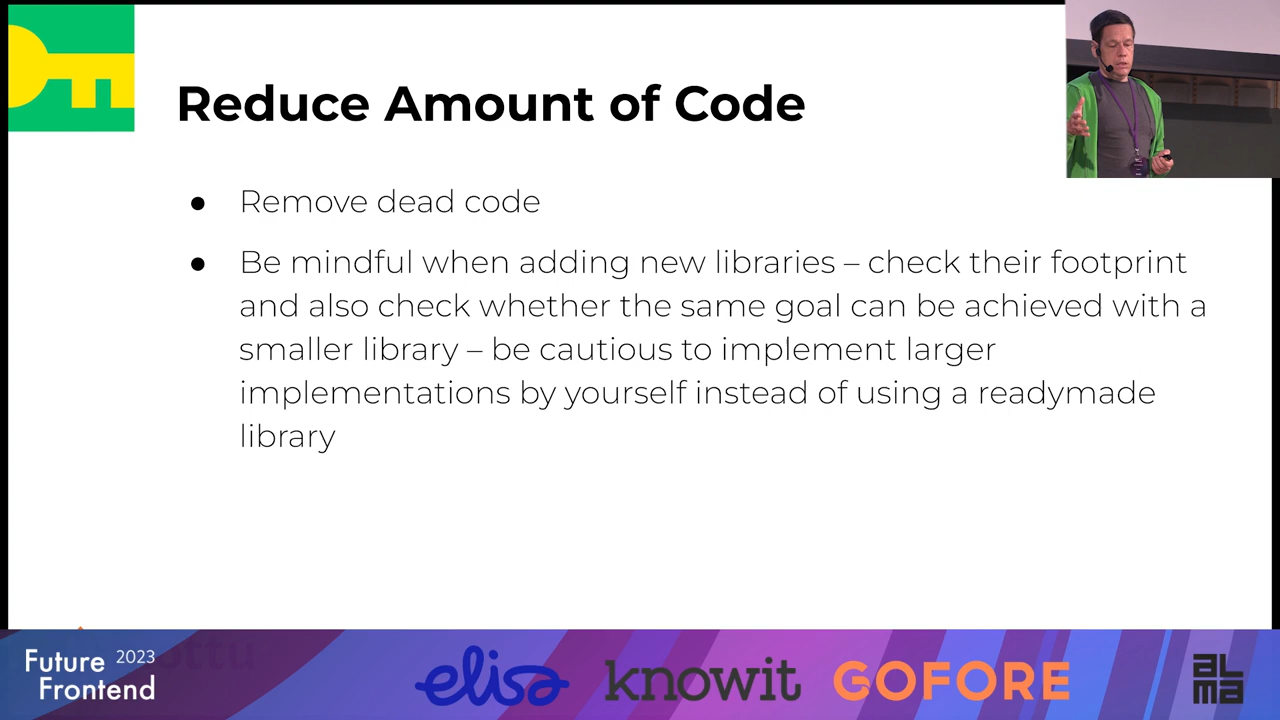 Reduce Amount of Code
● Remove dead code
● Be mindful when adding new libraries – check their footprint
and also check whether the same goal can be achieved with a
smaller library – be cautious to implement larger
implementations by yourself instead of using a readymade
library
Future 2023
Frontend
elisa
knowit
GOFORE
ALMA